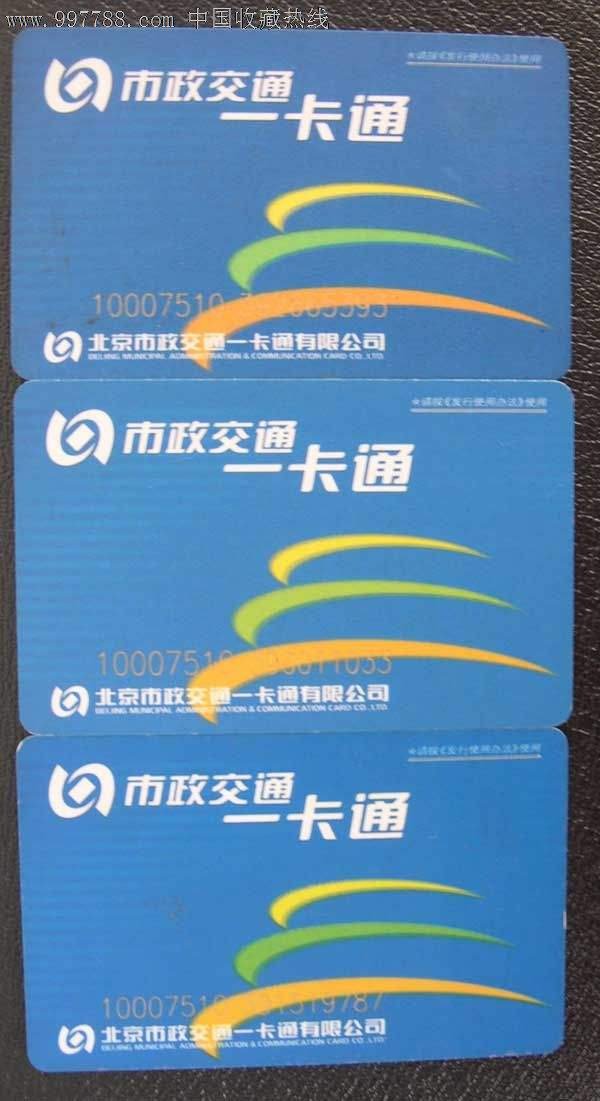 www.997788.com 中国收藏热线
★请按《发行使用办法》使用
市政交通
一卡通
10007510
北京市政交通一卡通有限公司
BEIJING MUNICIPAL ADMINISTRATION & COMMUNICATION CARD CO.,LTD.
★请按《发行使用办法》使用
市政交通
一卡通
10007510
北京市政交通一卡通有限公司
BEIJING MUNICIPAL ADMINISTRATION & COMMUNICATION CARD CO.,LTD.
★请按《发行使用办法》使用
市政交通
一卡通
10007510
北京市政交通一卡通有限公司
BEIJING MUNICIPAL ADMINISTRATION & COMMUNICATION CARD CO.,LTD.